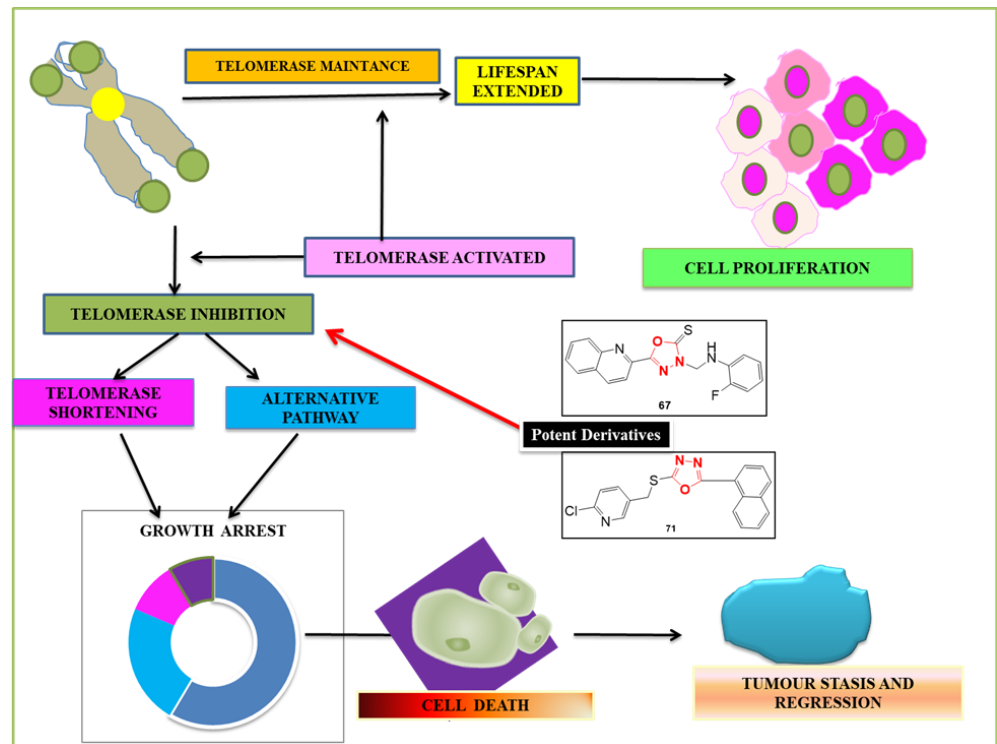 TELOMERASE MAINTANCE
LIFESPAN
EXTENDED
TELOMERASE ACTIVATED
CELL PROLIFERATION
TELOMERASE INHIBITION
TELOMERASE
SHORTENING
ALTERNATIVE
PATHWAY
S
O
N
H
N
N
N
F
67
Potent Derivatives
N
N
S
O
Cl
N
71
GROWTH ARREST
CELL DEATH
TUMOUR STASIS AND
REGRESSION